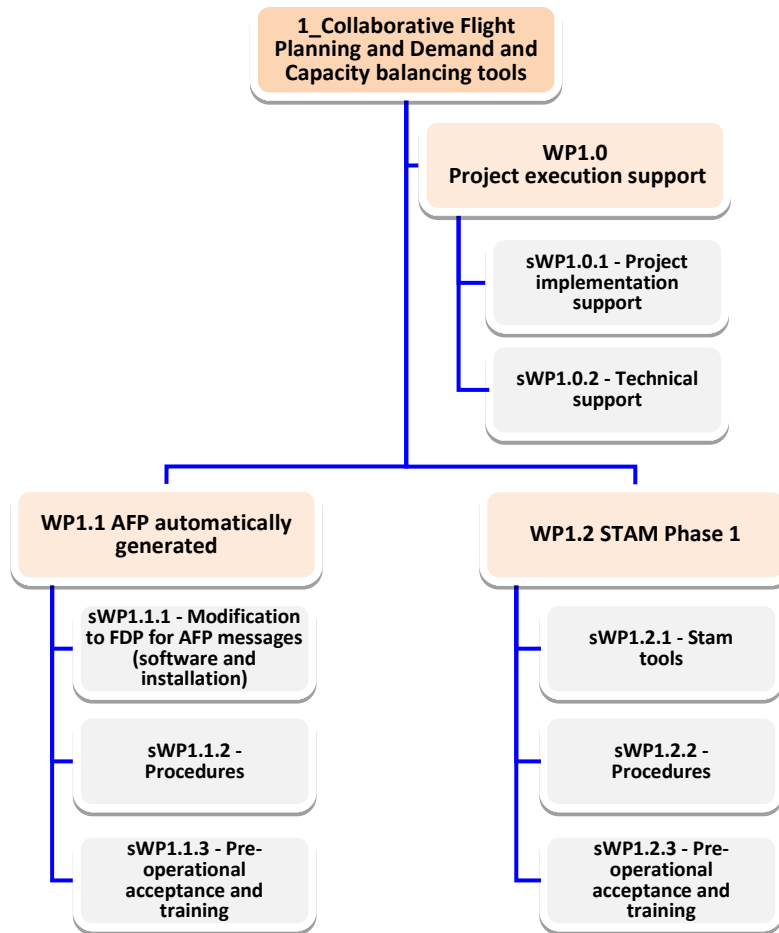 1_Collaborative Flight
Planning and Demand and
Capacity balancing tools
WP1.0
Project execution support
sWP1.0.1 - Project
implementation
support
sWP1.0.2 - Technical
support
WP1.1 AFP automatically
generated
sWP1.1.1 - Modification
to FDP for AFP messages
(software and
installation)
sWP1.1.2 -
Procedures
sWP1.1.3 - Pre-
operational
acceptance and
training
WP1.2 STAM Phase 1
sWP1.2.1 - Stam
tools
sWP1.2.2 -
Procedures
sWP1.2.3 - Pre-
operational
acceptance and
training